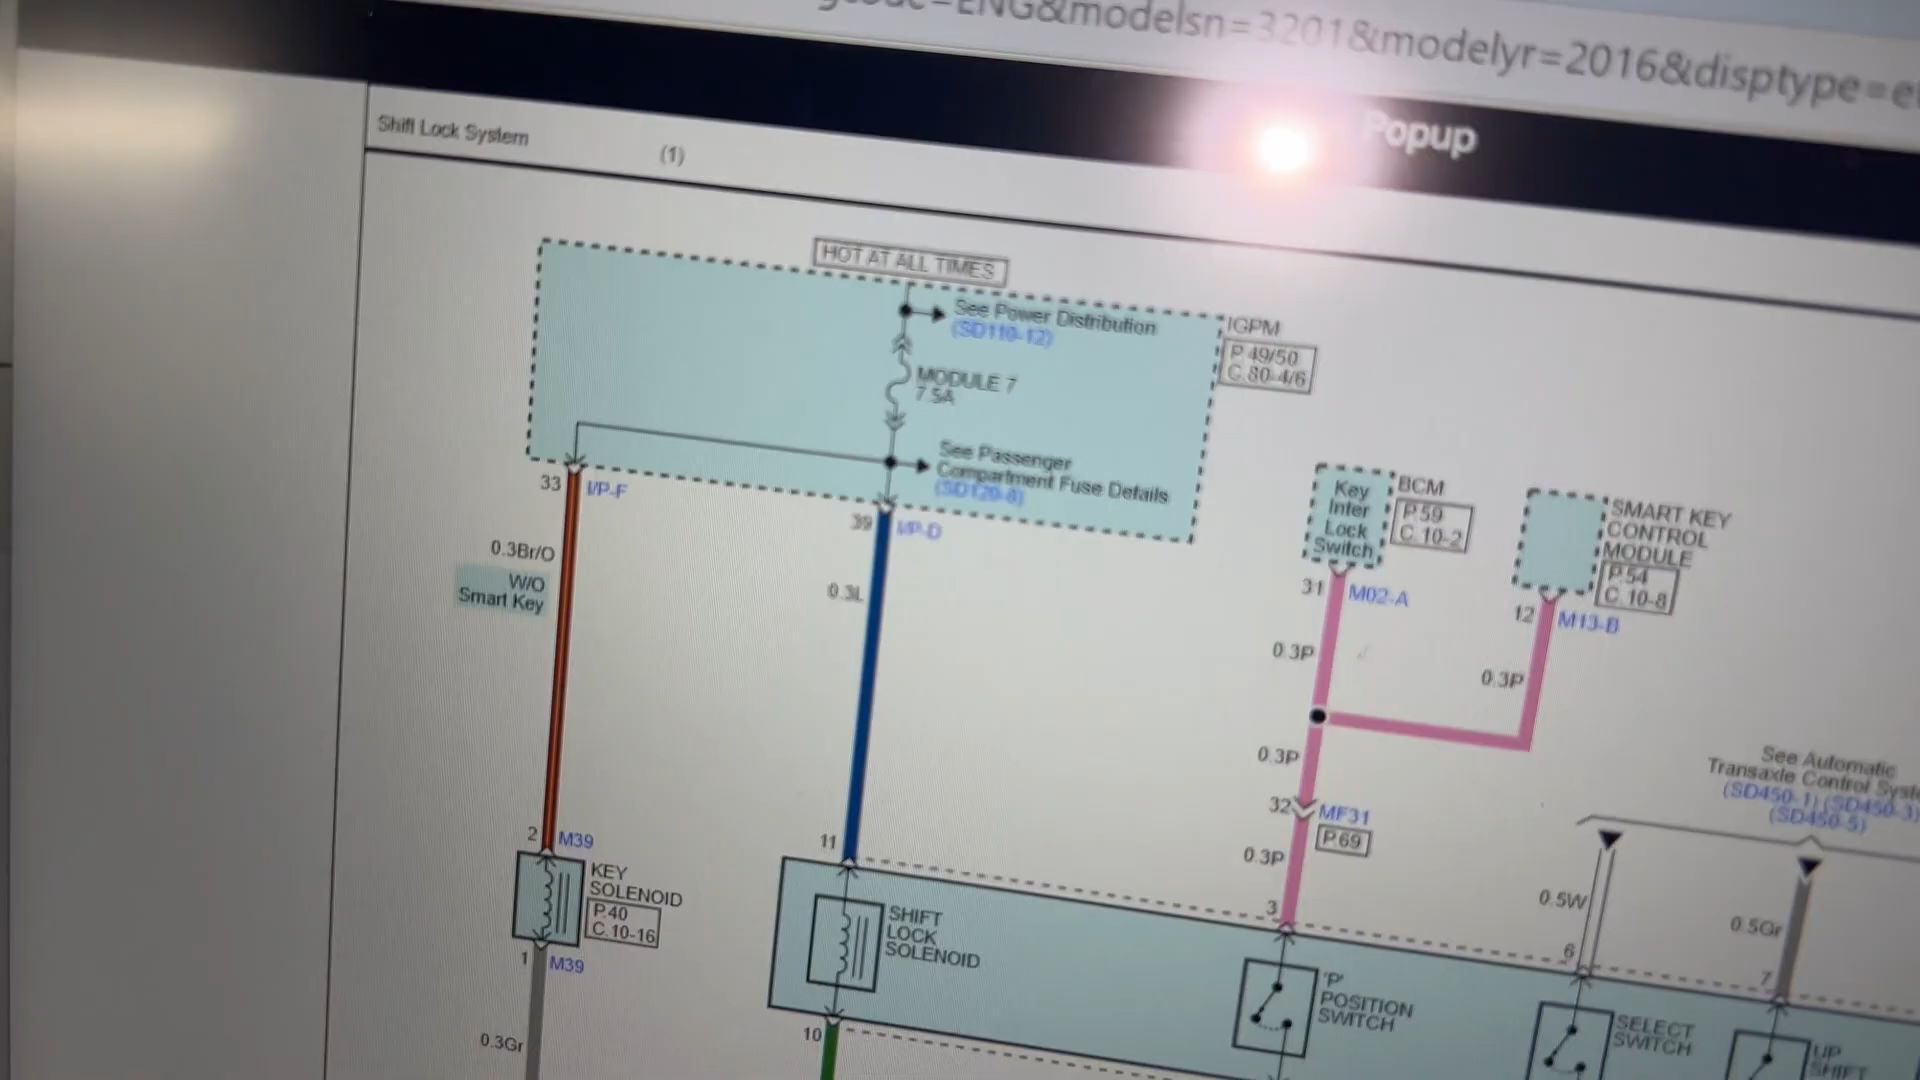 =ENG&modelsn=3201&modelyr=2016&disptype=e
Popup
Shift Lock System
(1)
HOT AT ALL TIMES
See Power Distribution
(SD110-12)
IGPM
P.49/50
C.80-4/6
MODULE 7
7.5A
See Passenger
Compartment Fuse Details
(SD120-8)
33
I/P-F
39
I/P-D
Key
Inter
Lock
Switch
BCM
P.59
C.10-2
SMART KEY
CONTROL
MODULE
P.54
C.10-8
0.3Br/O
W/O
Smart Key
0.3L
31
M02-A
12
M13-B
0.3P
0.3P
0.3P
32
MF31
P.69
0.3P
See Automatic
Transaxle Control Syste
(SD450-1) (SD450-3)
(SD450-5)
2
M39
11
3
0.5W
0.5Gr
6
7
KEY
SOLENOID
P.40
C.10-16
SHIFT
LOCK
SOLENOID
1
M39
10
'P'
POSITION
SWITCH
SELECT
SWITCH
UP
SHIFT
0.3Gr